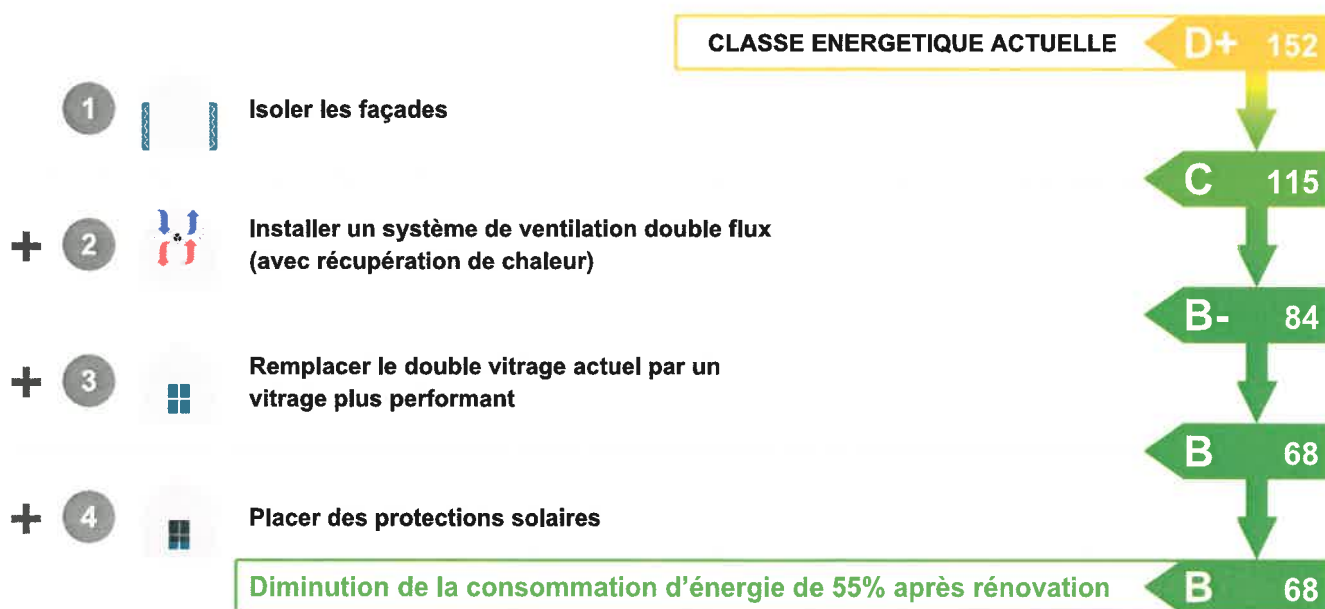 CLASSE ENERGETIQUE ACTUELLE D+ 152
1 Isoler les façades
C 115
+ 2 Installer un système de ventilation double flux
(avec récupération de chaleur)
B- 84
+ 3 Remplacer le double vitrage actuel par un
vitrage plus performant
B 68
+ 4 Placer des protections solaires
Diminution de la consommation d'énergie de 55% après rénovation B 68